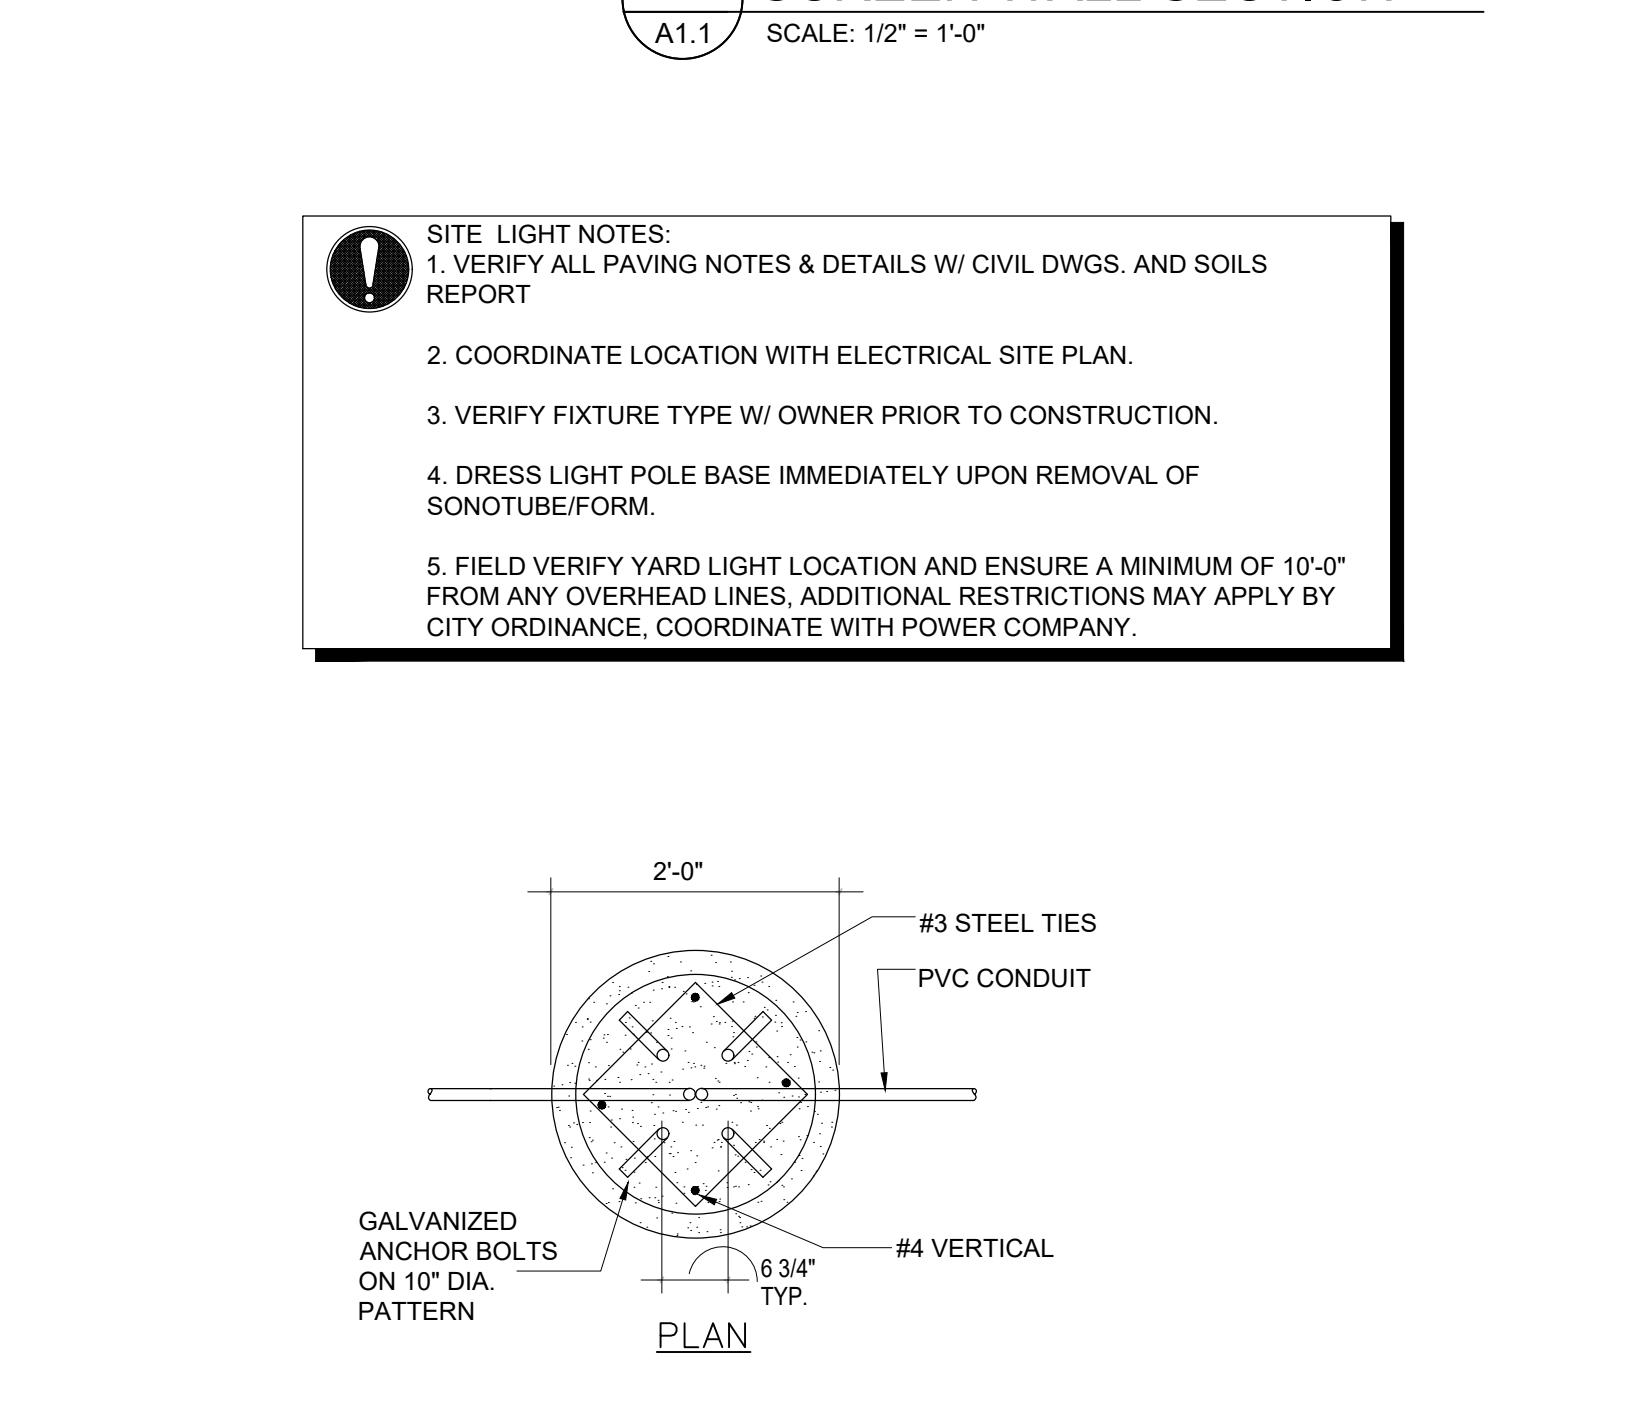 A1.1
SCALE: 1/2" = 1'-0"
SITE LIGHT NOTES:
1. VERIFY ALL PAVING NOTES & DETAILS W/ CIVIL DWGS. AND SOILS
REPORT
2. COORDINATE LOCATION WITH ELECTRICAL SITE PLAN.
3. VERIFY FIXTURE TYPE W/ OWNER PRIOR TO CONSTRUCTION.
4. DRESS LIGHT POLE BASE IMMEDIATELY UPON REMOVAL OF
SONOTUBE/FORM.
5. FIELD VERIFY YARD LIGHT LOCATION AND ENSURE A MINIMUM OF 10'-0"
FROM ANY OVERHEAD LINES, ADDITIONAL RESTRICTIONS MAY APPLY BY
CITY ORDINANCE, COORDINATE WITH POWER COMPANY.
2'-0"
#3 STEEL TIES
PVC CONDUIT
GALVANIZED
ANCHOR BOLTS
ON 10" DIA.
PATTERN
#4 VERTICAL
6 3/4"
TYP.
PLAN